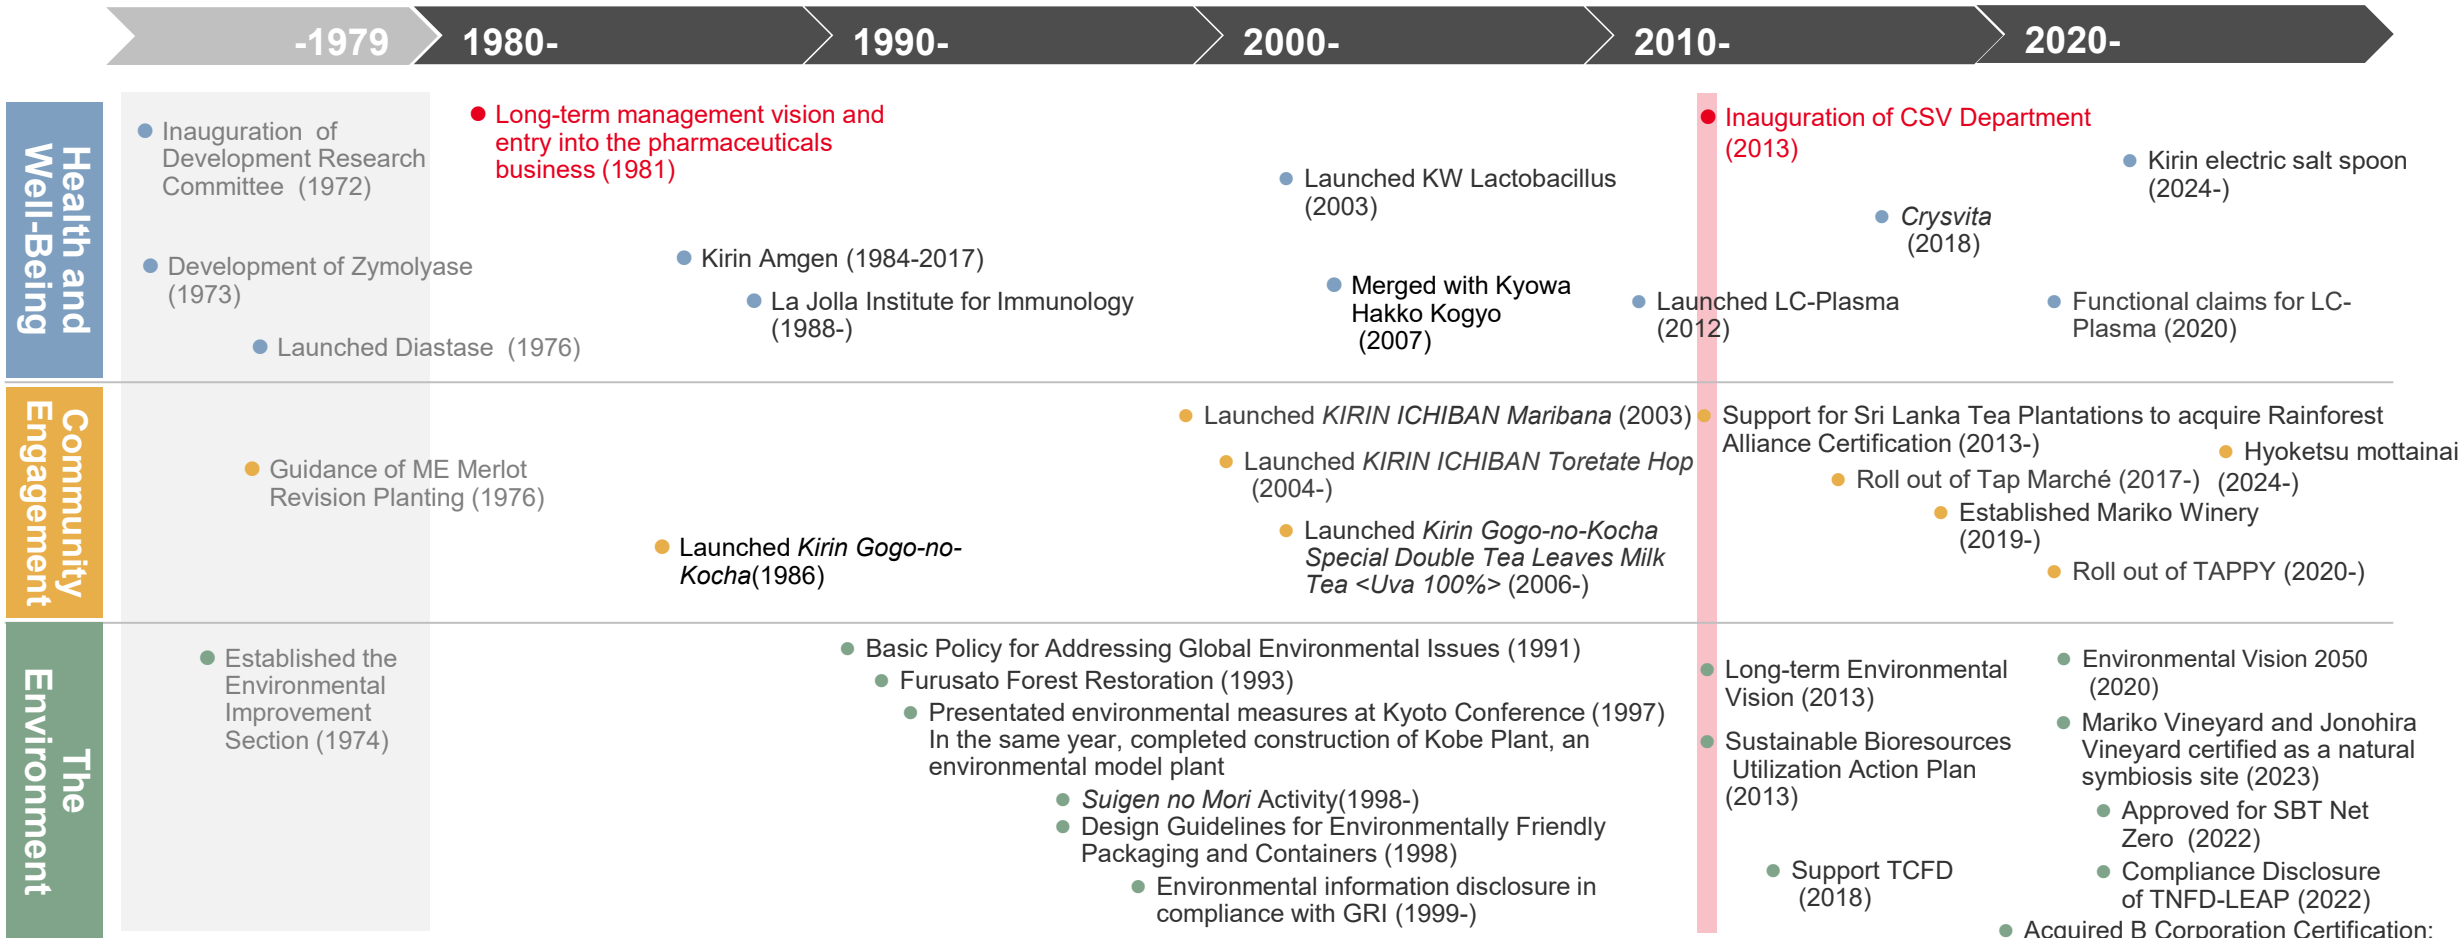 -1979
1980-
1990-
2000-
2010-
2020-
Health and
Well-Being
Inauguration of
Development Research
Committee (1972)
Development of Zymolyase
(1973)
Launched Diastase (1976)
Long-term management vision and
entry into the pharmaceuticals
business (1981)
Kirin Amgen (1984-2017)
La Jolla Institute for Immunology
(1988-)
Launched KW Lactobacillus
(2003)
Merged with Kyowa
Hakko Kogyo
(2007)
Inauguration of CSV Department
(2013)
Launched LC-Plasma
(2012)
Crysvita
(2018)
Kirin electric salt spoon
(2024-)
Functional claims for LC-
Plasma (2020)
Community
Engagement
Guidance of ME Merlot
Revision Planting (1976)
Launched Kirin Gogo-no-
Kocha(1986)
Launched KIRIN ICHIBAN Maribana (2003)
Launched KIRIN ICHIBAN Toretate Hop
(2004-)
Launched Kirin Gogo-no-Kocha
Special Double Tea Leaves Milk
Tea <Uva 100%> (2006-)
Support for Sri Lanka Tea Plantations to acquire Rainforest
Alliance Certification (2013-)
Hyoketsu mottainai
(2024-)
Roll out of Tap Marché (2017-)
Established Mariko Winery
(2019-)
Roll out of TAPPY (2020-)
The
Environment
Established the
Environmental
Improvement
Section (1974)
Basic Policy for Addressing Global Environmental Issues (1991)
Furusato Forest Restoration (1993)
Presentated environmental measures at Kyoto Conference (1997)
In the same year, completed construction of Kobe Plant, an
environmental model plant
Suigen no Mori Activity(1998-)
Design Guidelines for Environmentally Friendly
Packaging and Containers (1998)
Environmental information disclosure in
compliance with GRI (1999-)
Long-term Environmental
Vision (2013)
Sustainable Bioresources
Utilization Action Plan
(2013)
Support TCFD
(2018)
Environmental Vision 2050
(2020)
Mariko Vineyard and Jonohira
Vineyard certified as a natural
symbiosis site (2023)
Approved for SBT Net
Zero (2022)
Compliance Disclosure
of TNFD-LEAP (2022)
Acquired B Corporation Certification: